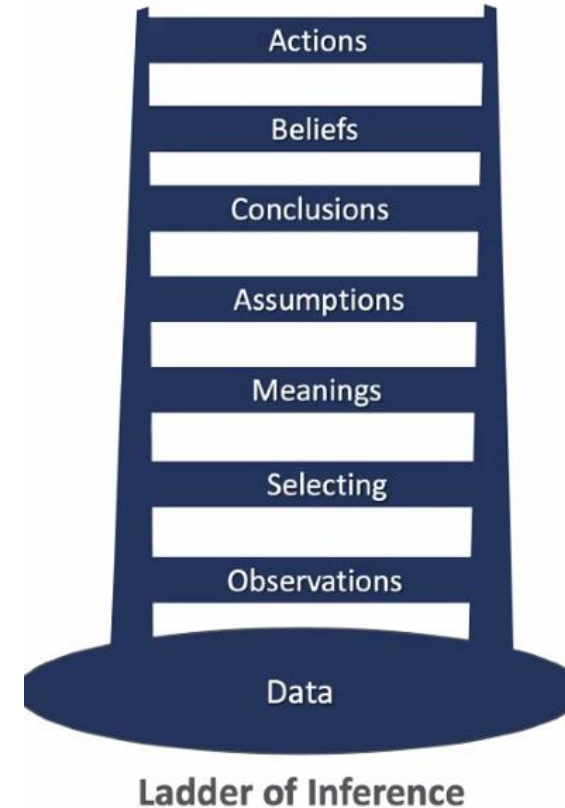 Actions
Beliefs
Conclusions
Assumptions
Meanings
Selecting
Observations
Data
Ladder of Inference